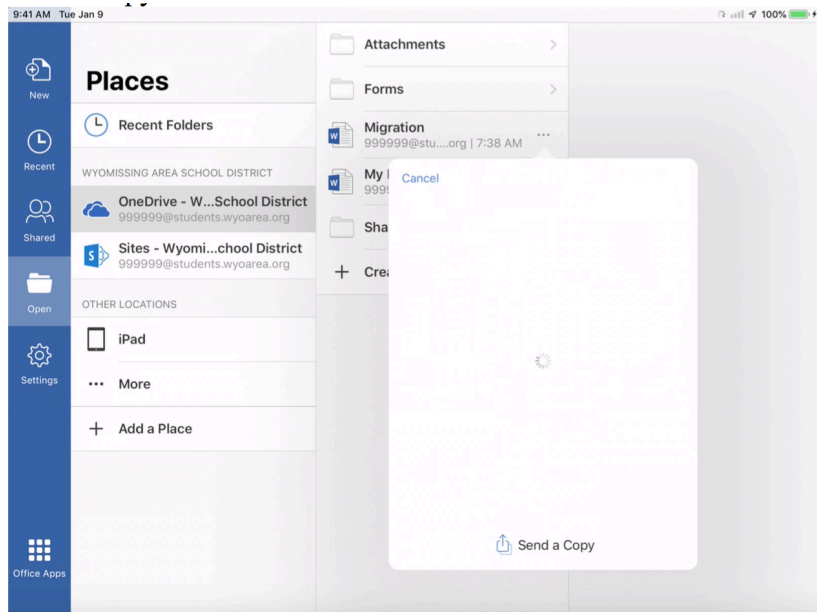 9:41 AM Tue Jan 9
100%
New
Recent
Shared
Open
Settings
Office Apps
Places
Recent Folders
WYOMISSING AREA SCHOOL DISTRICT
OneDrive - W...School District
999999@students.wyoarea.org
Sites - Wyomi...chool District
999999@students.wyoarea.org
OTHER LOCATIONS
iPad
More
Add a Place
Attachments
Forms
Migration
999999@stu....org | 7:38 AM
My
9999
Sha
Crea
Cancel
Send a Copy